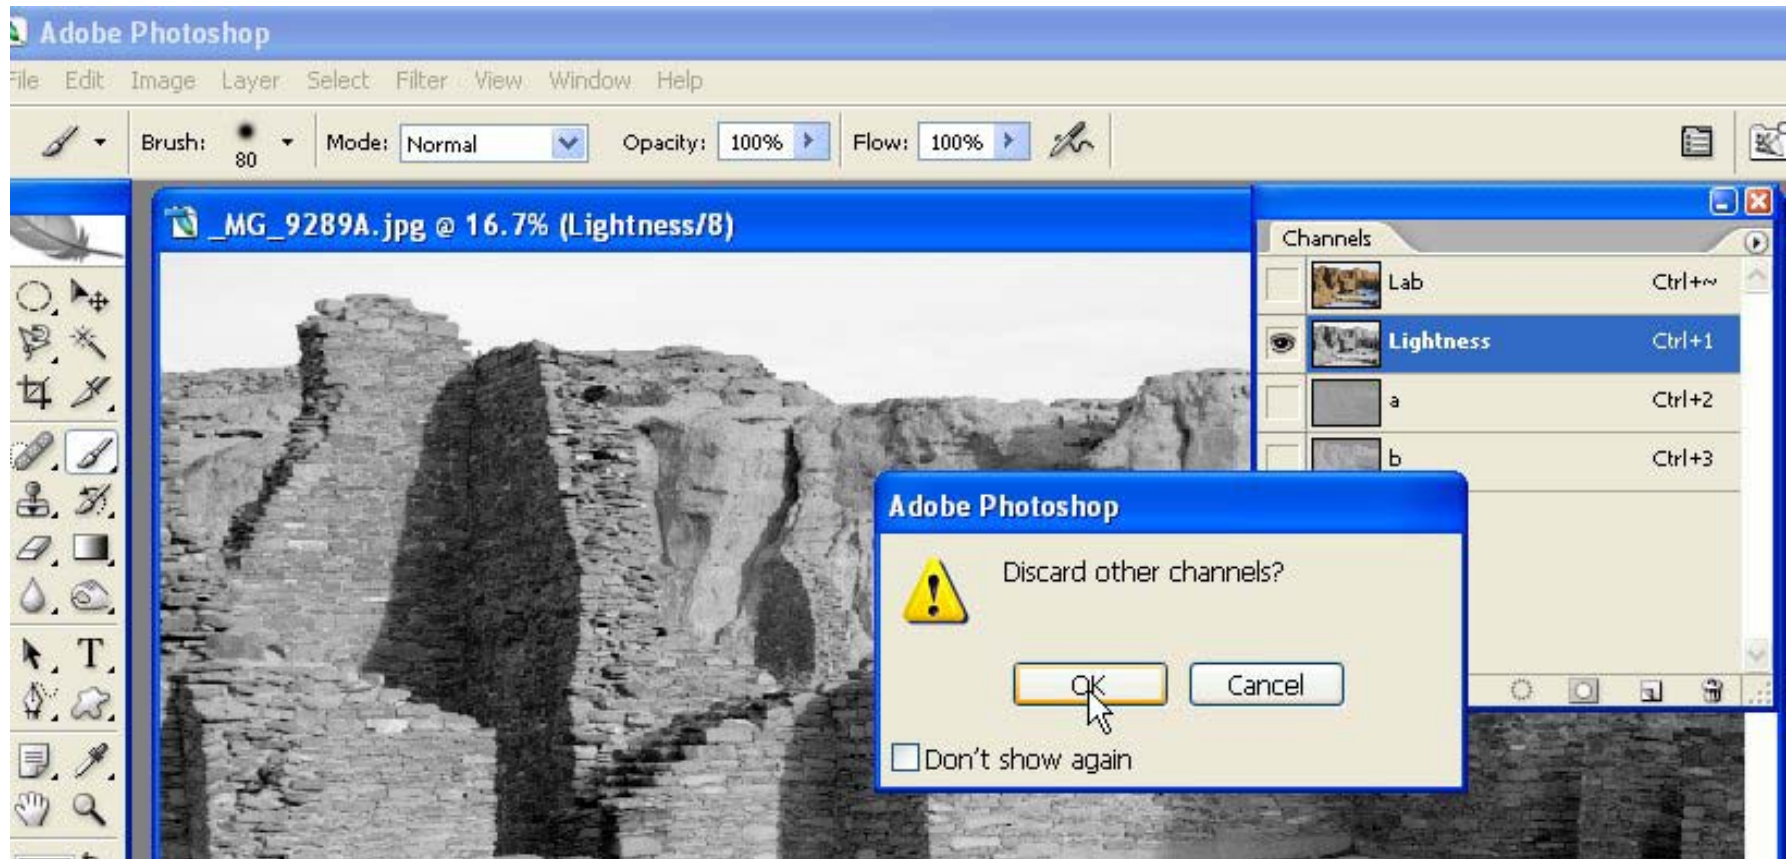 Adobe Photoshop
File Edit Image Layer Select Filter View Window Help
Brush: 80 Mode: Normal Opacity: 100% Flow: 100%
_MG_9289A.jpg @ 16.7% (Lightness/8)
Channels
Lab Ctrl+~
Lightness Ctrl+1
a Ctrl+2
b Ctrl+3
Adobe Photoshop
Discard other channels?
OK Cancel
Don't show again